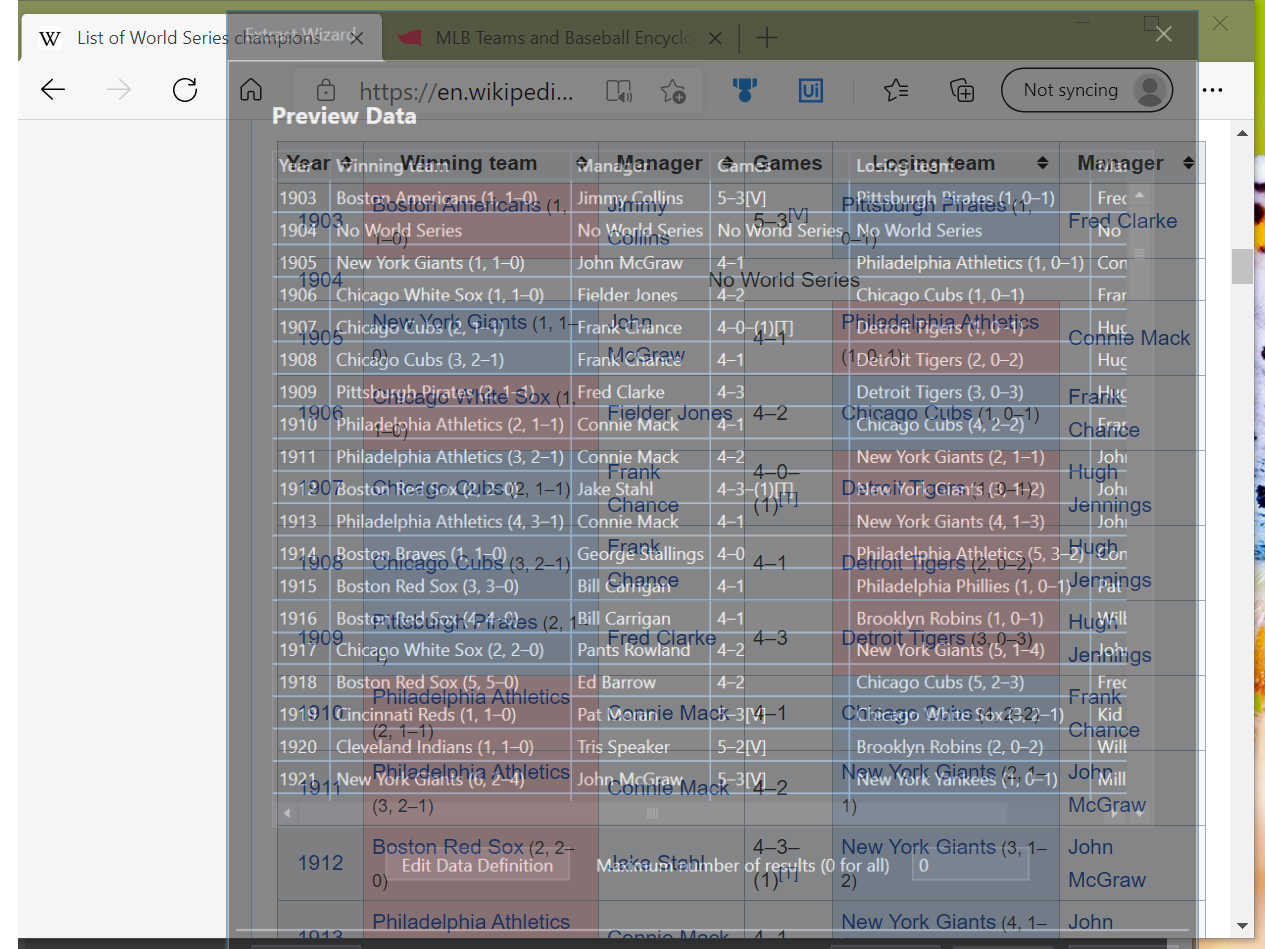 List of World Series champions
Extract Wizard
MLB Teams and Baseball Encyclo
https://en.wikipedi...
Ui
Not syncing
Preview Data
Year Winning team Manager Games Losing team Manager
Year Winning team Manager Games Losing team
1903 Boston Americans (1, 1–0) Jimmy Collins 5–3[V] Pittsburgh Pirates (1, 0–1) Fred
1904 No World Series No World Series No World Series No World Series No
1905 New York Giants (1, 1–0) John McGraw 4–1 Philadelphia Athletics (1, 0–1) Con
1906 Chicago White Sox (1, 1–0) Fielder Jones 4–2 Chicago Cubs (1, 0–1) Fran
1907 Chicago Cubs (2, 1–1) Frank Chance 4–0–(1)[T] Detroit Tigers (1, 0–1) Hug
1908 Chicago Cubs (3, 2–1) Frank Chance 4–1 Detroit Tigers (2, 0–2) Hug
1909 Pittsburgh Pirates (2, 1–1) Fred Clarke 4–3 Detroit Tigers (3, 0–3) Hug
1910 Philadelphia Athletics (2, 1–1) Connie Mack 4–1 Chicago Cubs (4, 2–2) Fran
1911 Philadelphia Athletics (3, 2–1) Connie Mack 4–2 New York Giants (2, 1–1) John
1912 Boston Red Sox (2, 2–0) Jake Stahl 4–3–(1)[T] New York Giants (3, 1–2) John
1913 Philadelphia Athletics (4, 3–1) Connie Mack 4–1 New York Giants (4, 1–3) John
1914 Boston Braves (1, 1–0) George Stallings 4–0 Philadelphia Athletics (5, 3–2) Con
1915 Boston Red Sox (3, 3–0) Bill Carrigan 4–1 Philadelphia Phillies (1, 0–1) Pat
1916 Boston Red Sox (4, 4–0) Bill Carrigan 4–1 Brooklyn Robins (1, 0–1) Will
1917 Chicago White Sox (2, 2–0) Pants Rowland 4–2 New York Giants (5, 1–4) John
1918 Boston Red Sox (5, 5–0) Ed Barrow 4–2 Chicago Cubs (5, 2–3) Fred
1919 Cincinnati Reds (1, 1–0) Pat Moran 5–3[V] Chicago White Sox (3, 2–1) Kid
1920 Cleveland Indians (1, 1–0) Tris Speaker 5–2[V] Brooklyn Robins (2, 0–2) Will
1921 New York Giants (6, 2–4) John McGraw 5–3[V] New York Yankees (1, 0–1) Mill
1903 Boston Americans (1, 1–0) Jimmy Collins 5–3[V] Pittsburgh Pirates (1, 0–1) Fred Clarke
1904 No World Series
1905 New York Giants (1, 1–0) John McGraw 4–1 Philadelphia Athletics (1, 0–1) Connie Mack
1906 Chicago White Sox (1, 1–0) Fielder Jones 4–2 Chicago Cubs (1, 0–1) Frank Chance
1907 Chicago Cubs (2, 1–1) Frank Chance 4–0–(1)[T] Detroit Tigers (1, 0–1) Hugh Jennings
1908 Chicago Cubs (3, 2–1) Frank Chance 4–1 Detroit Tigers (2, 0–2) Hugh Jennings
1909 Pittsburgh Pirates (2, 1–1) Fred Clarke 4–3 Detroit Tigers (3, 0–3) Hugh Jennings
1910 Philadelphia Athletics (2, 1–1) Connie Mack 4–1 Chicago Cubs (4, 2–2) Frank Chance
1911 Philadelphia Athletics (3, 2–1) Connie Mack 4–2 New York Giants (2, 1–1) John McGraw
1912 Boston Red Sox (2, 2–0) Jake Stahl 4–3–(1)[T] New York Giants (3, 1–2) John McGraw
Edit Data Definition Maximum number of results (0 for all) 0
1913 Philadelphia Athletics Connie Mack 4–1 New York Giants (4, 1– John